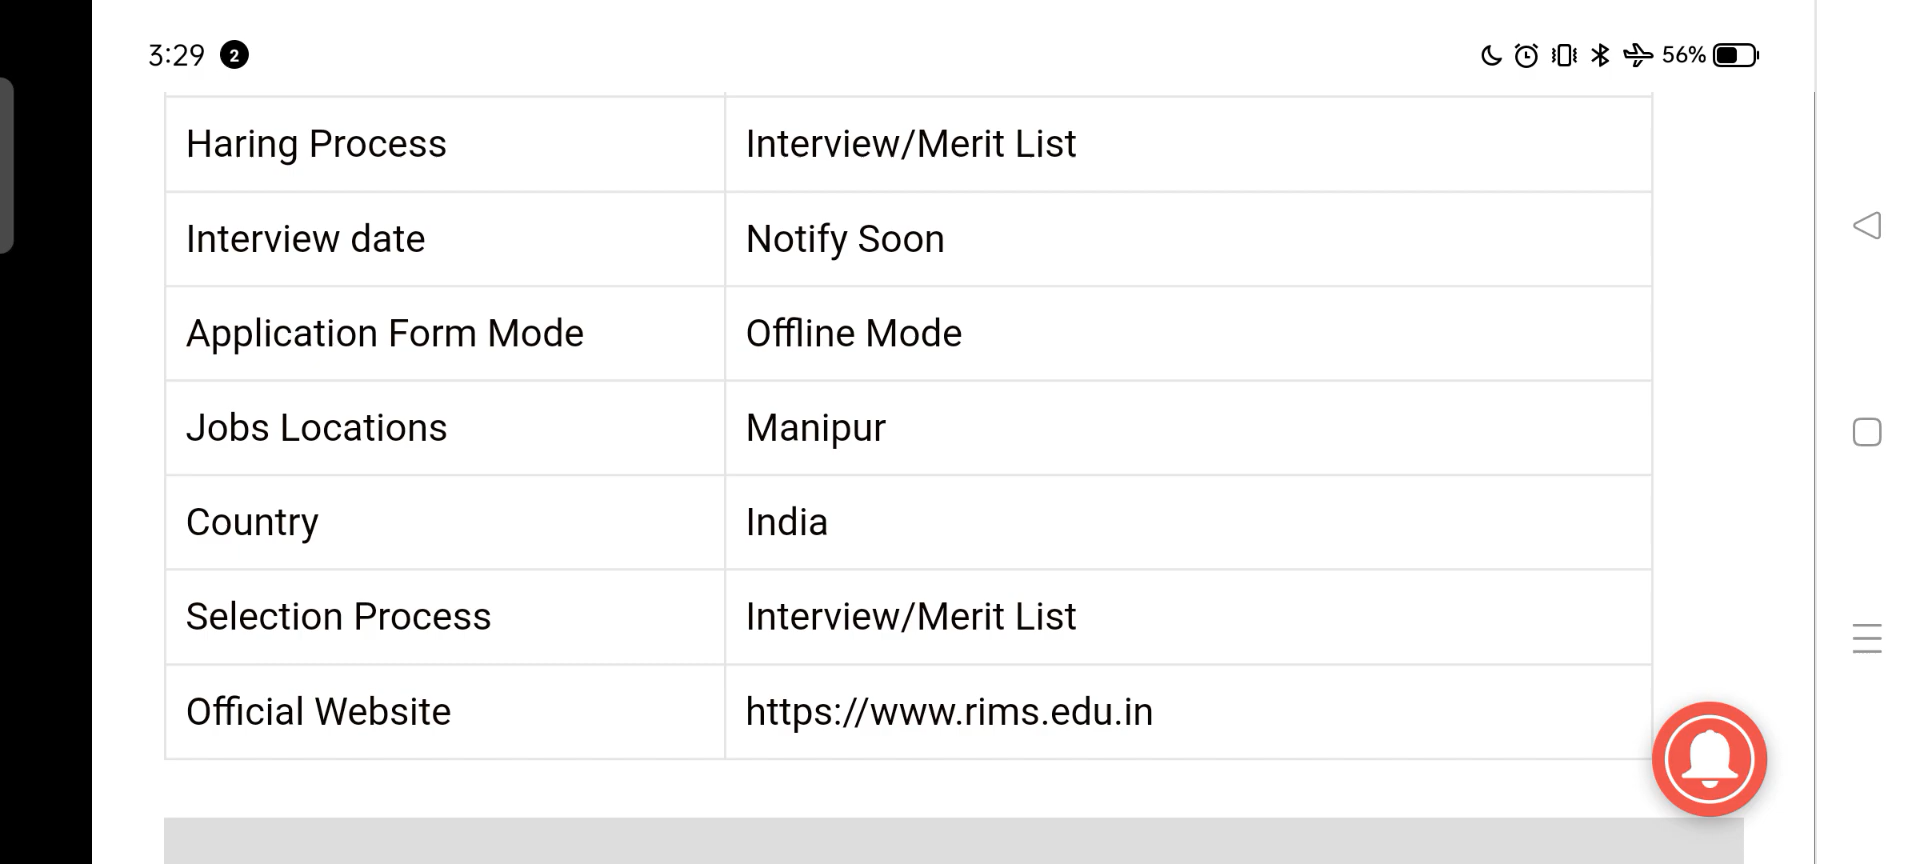 3:29 2 56%
Haring Process Interview/Merit List
Interview date Notify Soon
Application Form Mode Offline Mode
Jobs Locations Manipur
Country India
Selection Process Interview/Merit List
Official Website https://www.rims.edu.in